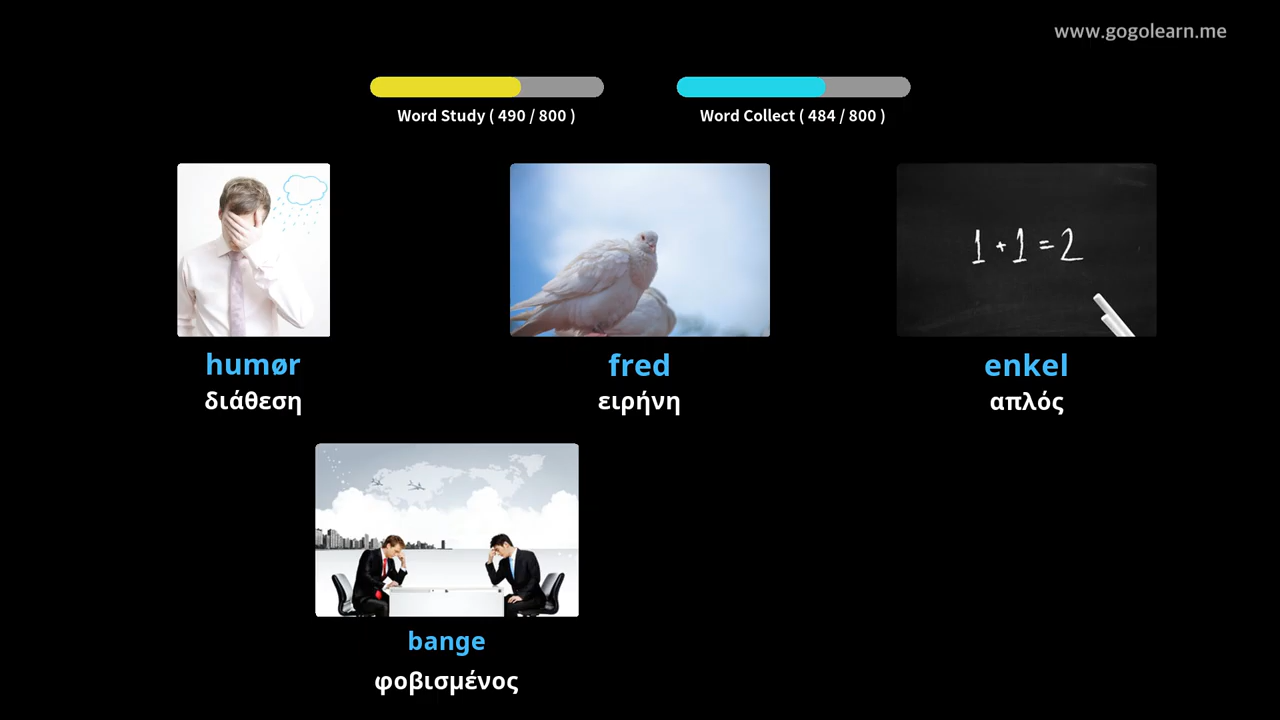 www.gogolearn.me
Word Study ( 490 / 800 )
Word Collect ( 484 / 800 )
1 + 1 = 2
humør
διάθεση
fred
ειρήνη
enkel
απλός
bange
φοβισμένος